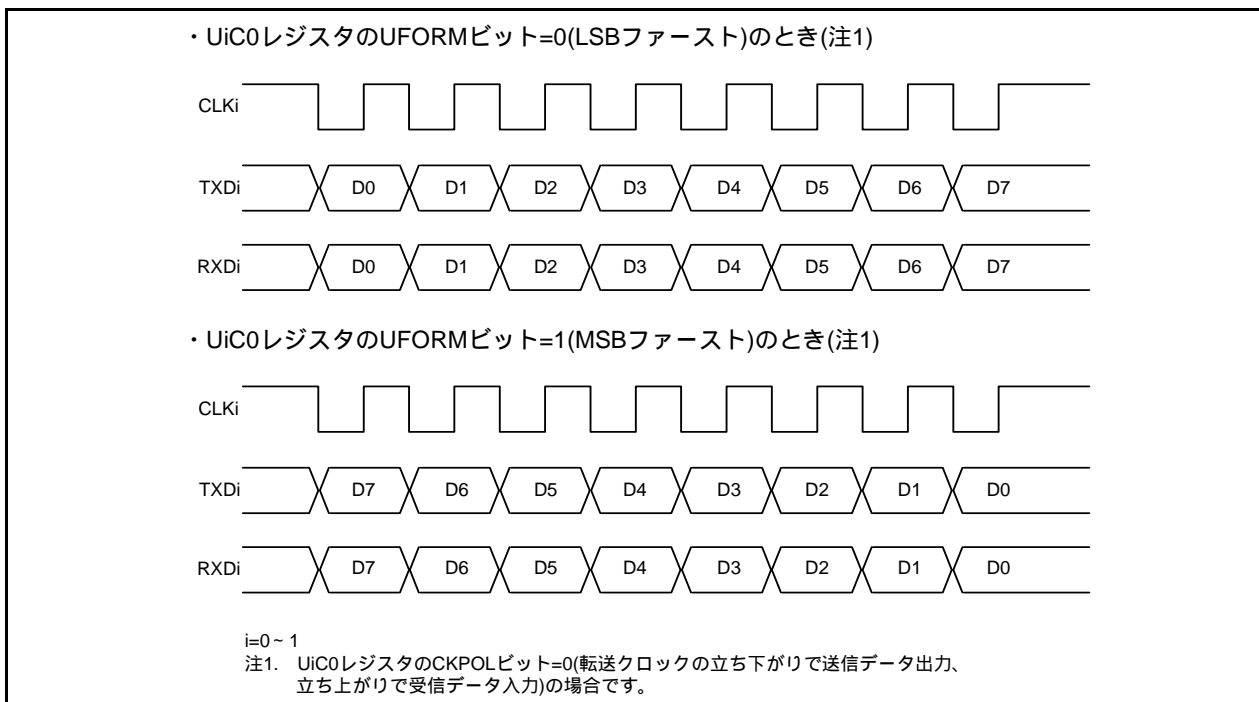 ・UiC0レジスタのUFORMビット=0(LSBファースト)のとき(注1)
CLKi
TXDi D0 D1 D2 D3 D4 D5 D6 D7
RXDi D0 D1 D2 D3 D4 D5 D6 D7
・UiC0レジスタのUFORMビット=1(MSBファースト)のとき(注1)
CLKi
TXDi D7 D6 D5 D4 D3 D2 D1 D0
RXDi D7 D6 D5 D4 D3 D2 D1 D0
i=0~1
注1. UiC0レジスタのCKPOLビット=0(転送クロックの立ち下がりで送信データ出力、
立ち上がりで受信データ入力)の場合です。